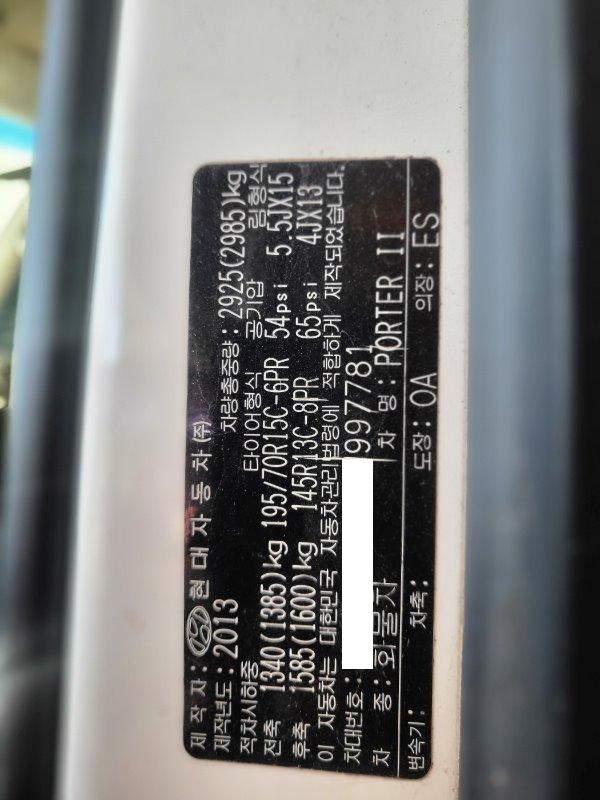 제 작 자 : 현 대 자 동 차 (주)
제작년도 : 2013 차량총중량 : 2925(2985)kg
적차시하중 타이어형식 공기압 림형식
전축 1340(1385)kg 195/70R15C-6PR 54psi 5.5JX15
후축 1585(1600)kg 145R13C-8PR 65psi 4JX13
이 자동차는 대한민국 자동차관리법령에 적합하게 제작되었습니다.
차대번호: 997781
차 종 : 화물차 차 명 : PORTER II
변속기: 차축: 도장: OA 의장: ES